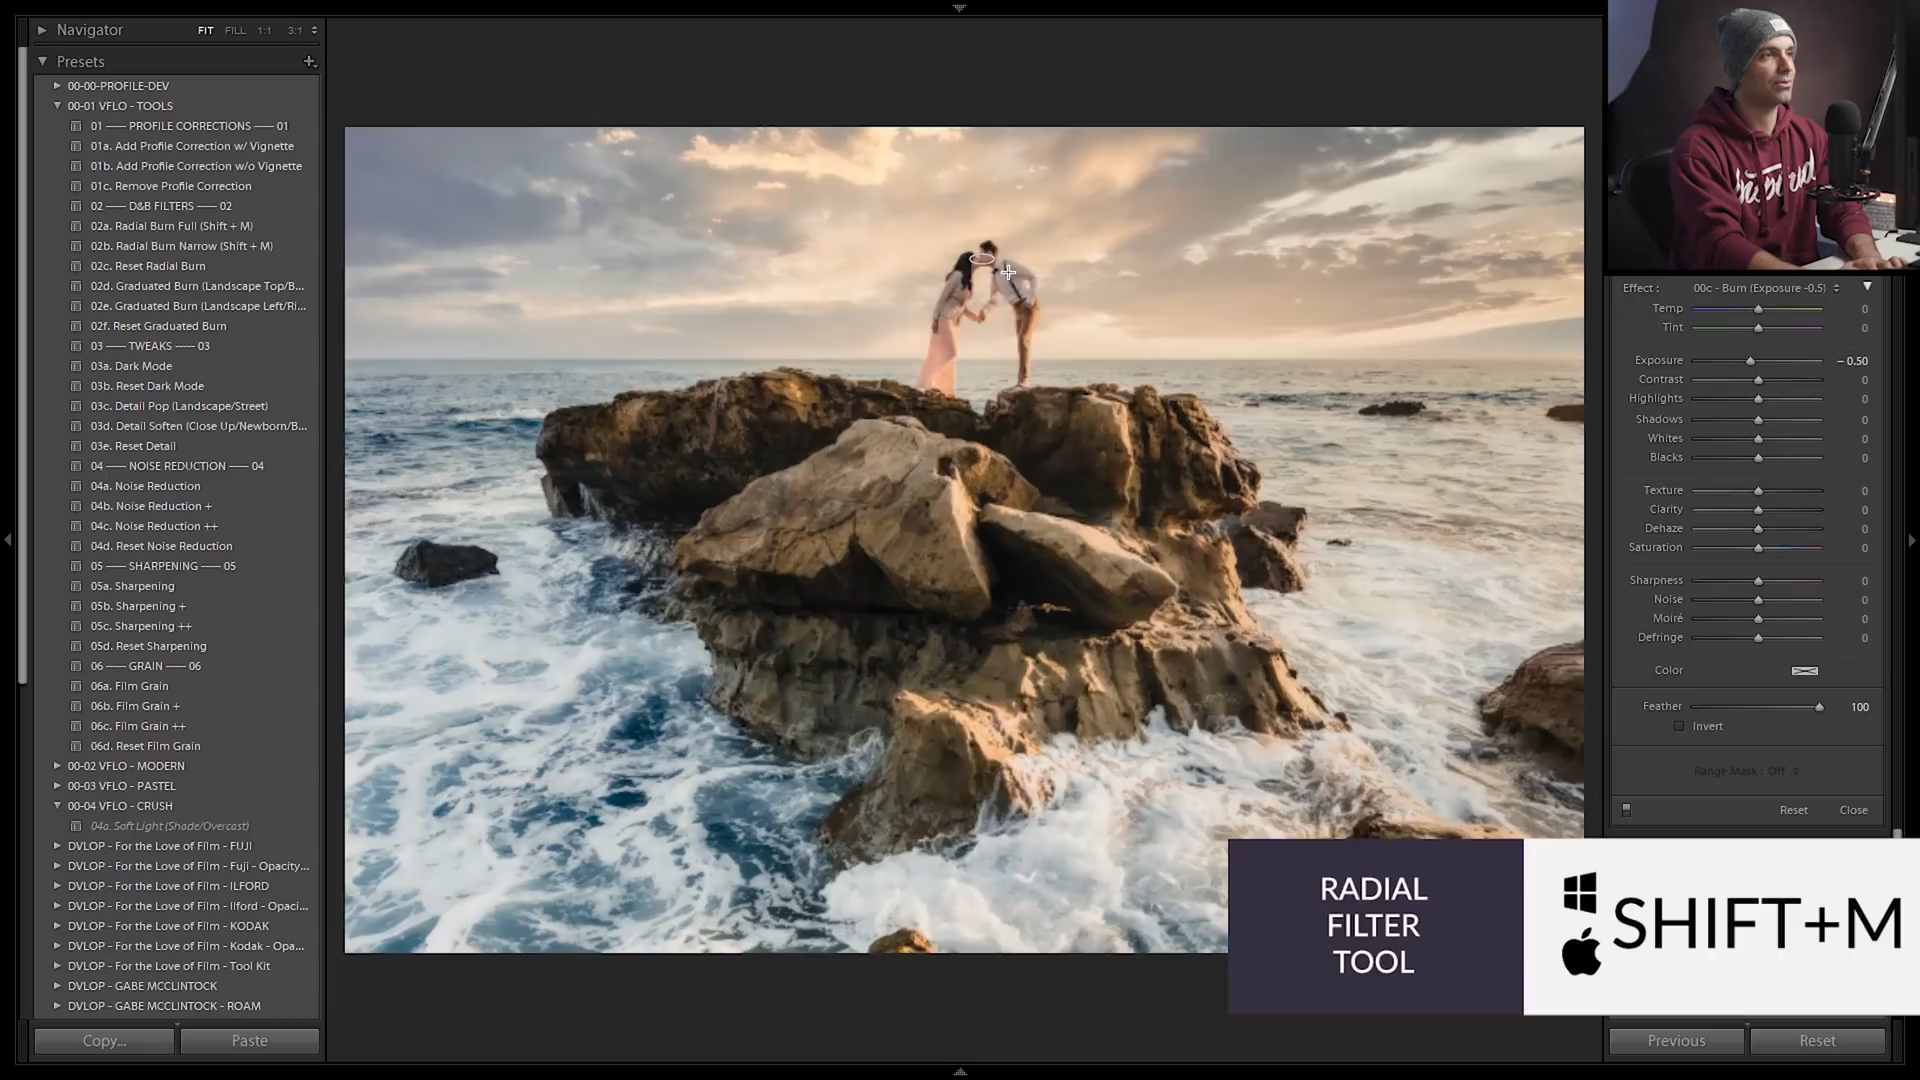 Navigator
FIT FILL 1:1 3:1
Presets
00-00-PROFILE-DEV
00-01 VFLO - TOOLS
01 —— PROFILE CORRECTIONS —— 01
01a. Add Profile Correction w/ Vignette
01b. Add Profile Correction w/o Vignette
01c. Remove Profile Correction
02 —— D&B FILTERS —— 02
02a. Radial Burn Full (Shift + M)
02b. Radial Burn Narrow (Shift + M)
02c. Reset Radial Burn
02d. Graduated Burn (Landscape Top/B...
02e. Graduated Burn (Landscape Left/Ri...
02f. Reset Graduated Burn
03 —— TWEAKS —— 03
03a. Dark Mode
03b. Reset Dark Mode
03c. Detail Pop (Landscape/Street)
03d. Detail Soften (Close Up/Newborn/B...
03e. Reset Detail
04 —— NOISE REDUCTION —— 04
04a. Noise Reduction
04b. Noise Reduction +
04c. Noise Reduction ++
04d. Reset Noise Reduction
05 —— SHARPENING —— 05
05a. Sharpening
05b. Sharpening +
05c. Sharpening ++
05d. Reset Sharpening
06 —— GRAIN —— 06
06a. Film Grain
06b. Film Grain +
06c. Film Grain ++
06d. Reset Film Grain
00-02 VFLO - MODERN
00-03 VFLO - PASTEL
00-04 VFLO - CRUSH
04a. Soft Light (Shade/Overcast)
DVLOP - For the Love of Film - FUJI
DVLOP - For the Love of Film - Fuji - Opacity...
DVLOP - For the Love of Film - ILFORD
DVLOP - For the Love of Film - Ilford - Opaci...
DVLOP - For the Love of Film - KODAK
DVLOP - For the Love of Film - Kodak - Opa...
DVLOP - For the Love of Film - Tool Kit
DVLOP - GABE MCCLINTOCK
DVLOP - GABE MCCLINTOCK - ROAM
Copy... Paste
Effect : 00c - Burn (Exposure -0.5)
Temp 0
Tint 0
Exposure – 0.50
Contrast 0
Highlights 0
Shadows 0
Whites 0
Blacks 0
Texture 0
Clarity 0
Dehaze 0
Saturation 0
Sharpness 0
Noise 0
Moiré 0
Defringe 0
Color
Feather 100
Invert
Range Mask : Off
Reset Close
RADIAL
FILTER
TOOL
SHIFT+M
Previous Reset